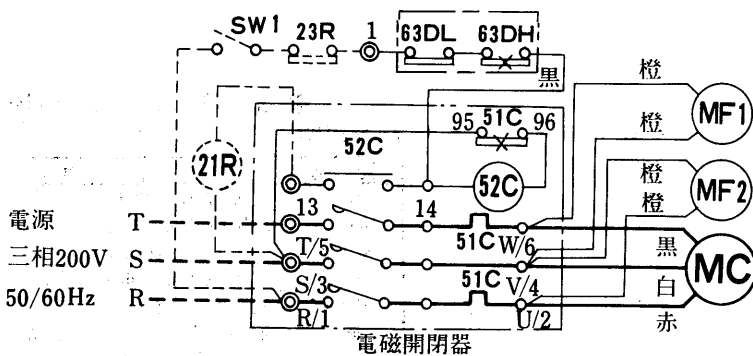 SW1
23R
1
63DL
63DH
黒
橙
MF1
橙
95
51C
96
52C
21R
52C
橙
MF2
橙
13
14
電源
T
T/5
51C
W/6
黒
三相200V
S
S/3
51C
V/4
MC
白
50/60Hz
R
R/1
U/2
赤
電磁開閉器